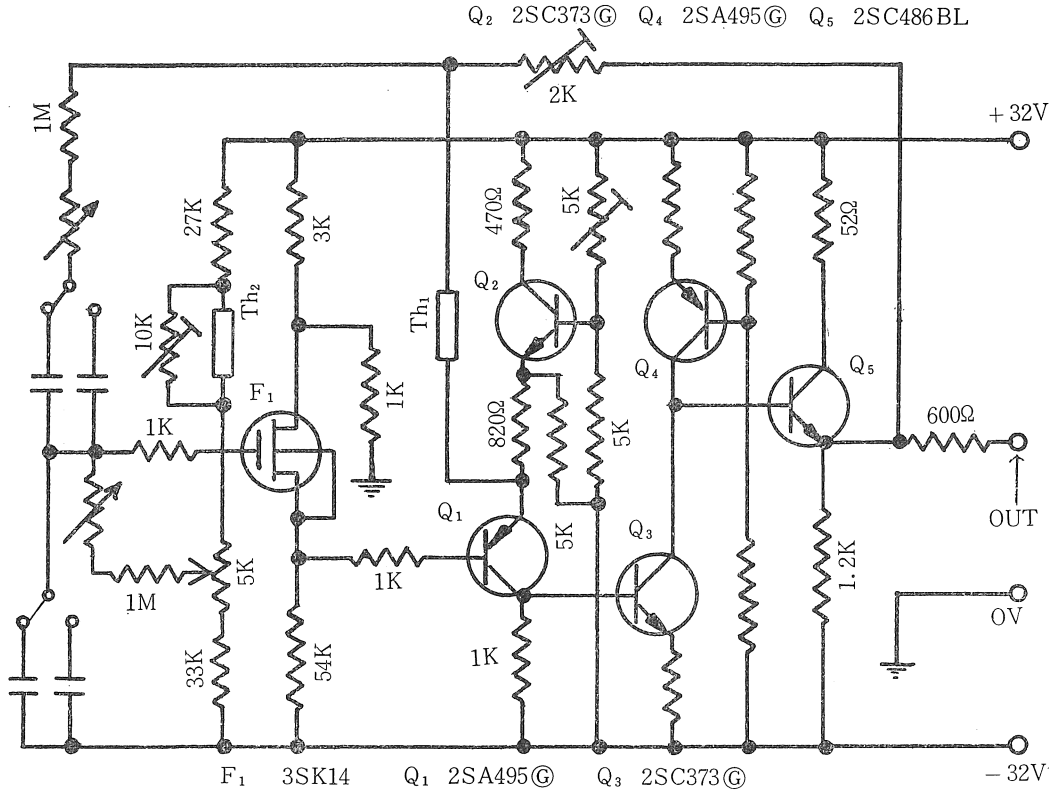 Q₂ 2SC373Ⓖ Q₄ 2SA495Ⓖ Q₅ 2SC486BL
2K
1M
+32V
27K
3K
470Ω
5K
52Ω
Q₂
Th₂
Th₁
10K
Q₄
Q₅
F₁
1K
1K
820Ω
5K
600Ω
Q₁
5K
OUT
Q₃
1M
5K
1K
1.2K
0V
33K
54K
1K
F₁ 3SK14 Q₁ 2SA495Ⓖ Q₃ 2SC373Ⓖ
−32V